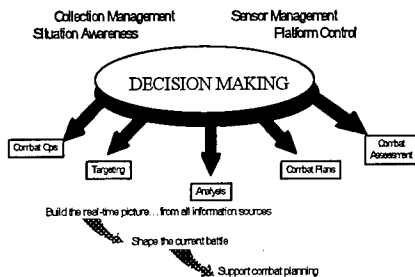 Collection Management
Situation Awareness
Sensor Management
Platform Control
DECISION MAKING
Combat Ops
Targeting
Analysis
Combat Plans
Combat
Assessment
Build the real-time picture... from all information sources
Shape the current battle
Support combat planning